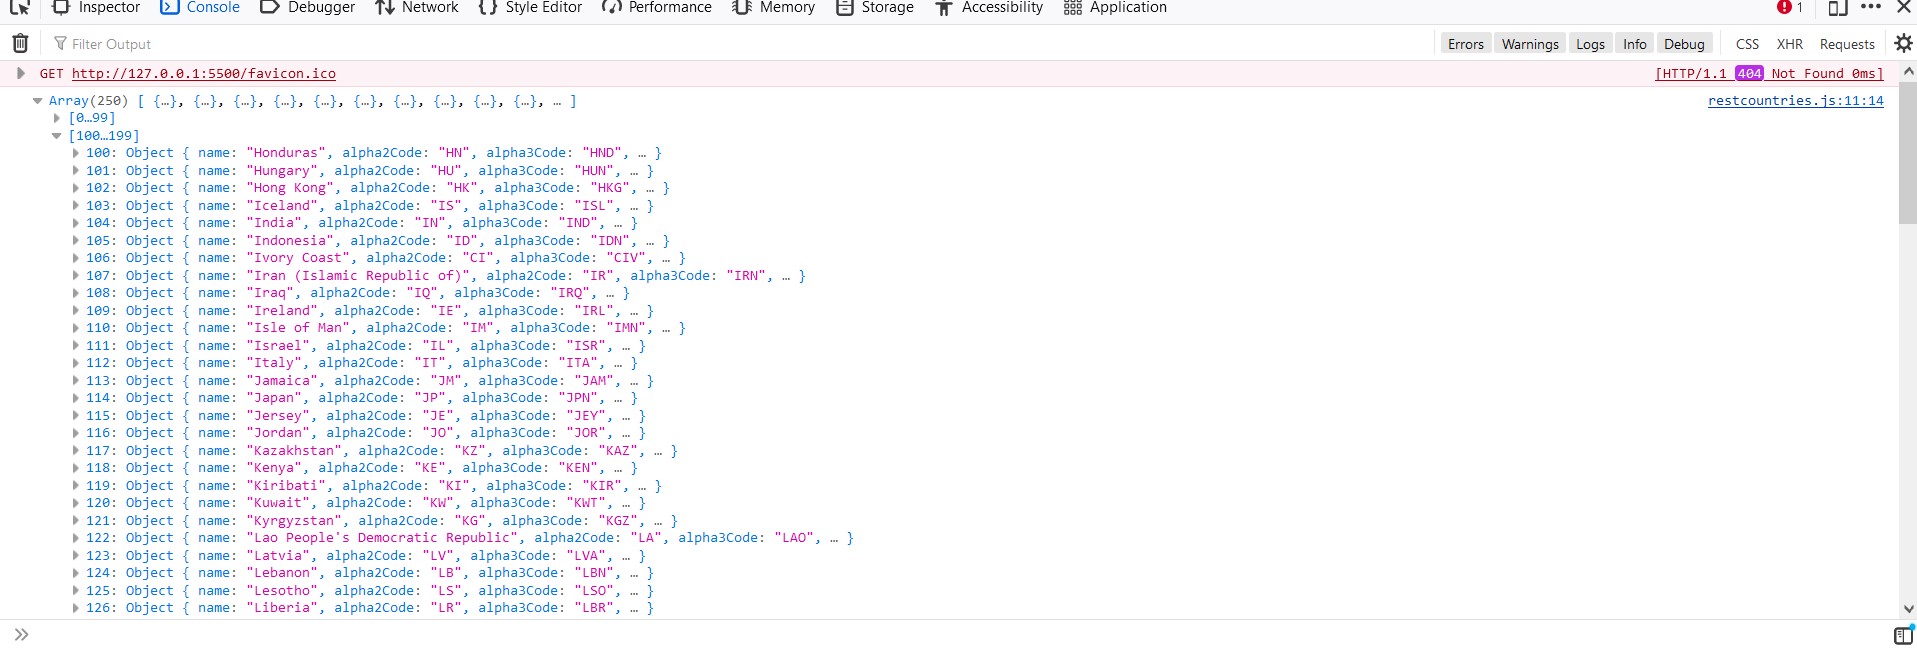 Inspector Console Debugger Network Style Editor Performance Memory Storage Accessibility Application 1
Filter Output Errors Warnings Logs Info Debug CSS XHR Requests
GET http://127.0.0.1:5500/favicon.ico [HTTP/1.1 404 Not Found 0ms]
Array(250) [ {…}, {…}, {…}, {…}, {…}, {…}, {…}, {…}, {…}, {…}, … ] restcountries.js:11:14
[0…99]
[100…199]
100: Object { name: "Honduras", alpha2Code: "HN", alpha3Code: "HND", … }
101: Object { name: "Hungary", alpha2Code: "HU", alpha3Code: "HUN", … }
102: Object { name: "Hong Kong", alpha2Code: "HK", alpha3Code: "HKG", … }
103: Object { name: "Iceland", alpha2Code: "IS", alpha3Code: "ISL", … }
104: Object { name: "India", alpha2Code: "IN", alpha3Code: "IND", … }
105: Object { name: "Indonesia", alpha2Code: "ID", alpha3Code: "IDN", … }
106: Object { name: "Ivory Coast", alpha2Code: "CI", alpha3Code: "CIV", … }
107: Object { name: "Iran (Islamic Republic of)", alpha2Code: "IR", alpha3Code: "IRN", … }
108: Object { name: "Iraq", alpha2Code: "IQ", alpha3Code: "IRQ", … }
109: Object { name: "Ireland", alpha2Code: "IE", alpha3Code: "IRL", … }
110: Object { name: "Isle of Man", alpha2Code: "IM", alpha3Code: "IMN", … }
111: Object { name: "Israel", alpha2Code: "IL", alpha3Code: "ISR", … }
112: Object { name: "Italy", alpha2Code: "IT", alpha3Code: "ITA", … }
113: Object { name: "Jamaica", alpha2Code: "JM", alpha3Code: "JAM", … }
114: Object { name: "Japan", alpha2Code: "JP", alpha3Code: "JPN", … }
115: Object { name: "Jersey", alpha2Code: "JE", alpha3Code: "JEY", … }
116: Object { name: "Jordan", alpha2Code: "JO", alpha3Code: "JOR", … }
117: Object { name: "Kazakhstan", alpha2Code: "KZ", alpha3Code: "KAZ", … }
118: Object { name: "Kenya", alpha2Code: "KE", alpha3Code: "KEN", … }
119: Object { name: "Kiribati", alpha2Code: "KI", alpha3Code: "KIR", … }
120: Object { name: "Kuwait", alpha2Code: "KW", alpha3Code: "KWT", … }
121: Object { name: "Kyrgyzstan", alpha2Code: "KG", alpha3Code: "KGZ", … }
122: Object { name: "Lao People's Democratic Republic", alpha2Code: "LA", alpha3Code: "LAO", … }
123: Object { name: "Latvia", alpha2Code: "LV", alpha3Code: "LVA", … }
124: Object { name: "Lebanon", alpha2Code: "LB", alpha3Code: "LBN", … }
125: Object { name: "Lesotho", alpha2Code: "LS", alpha3Code: "LSO", … }
126: Object { name: "Liberia", alpha2Code: "LR", alpha3Code: "LBR", … }